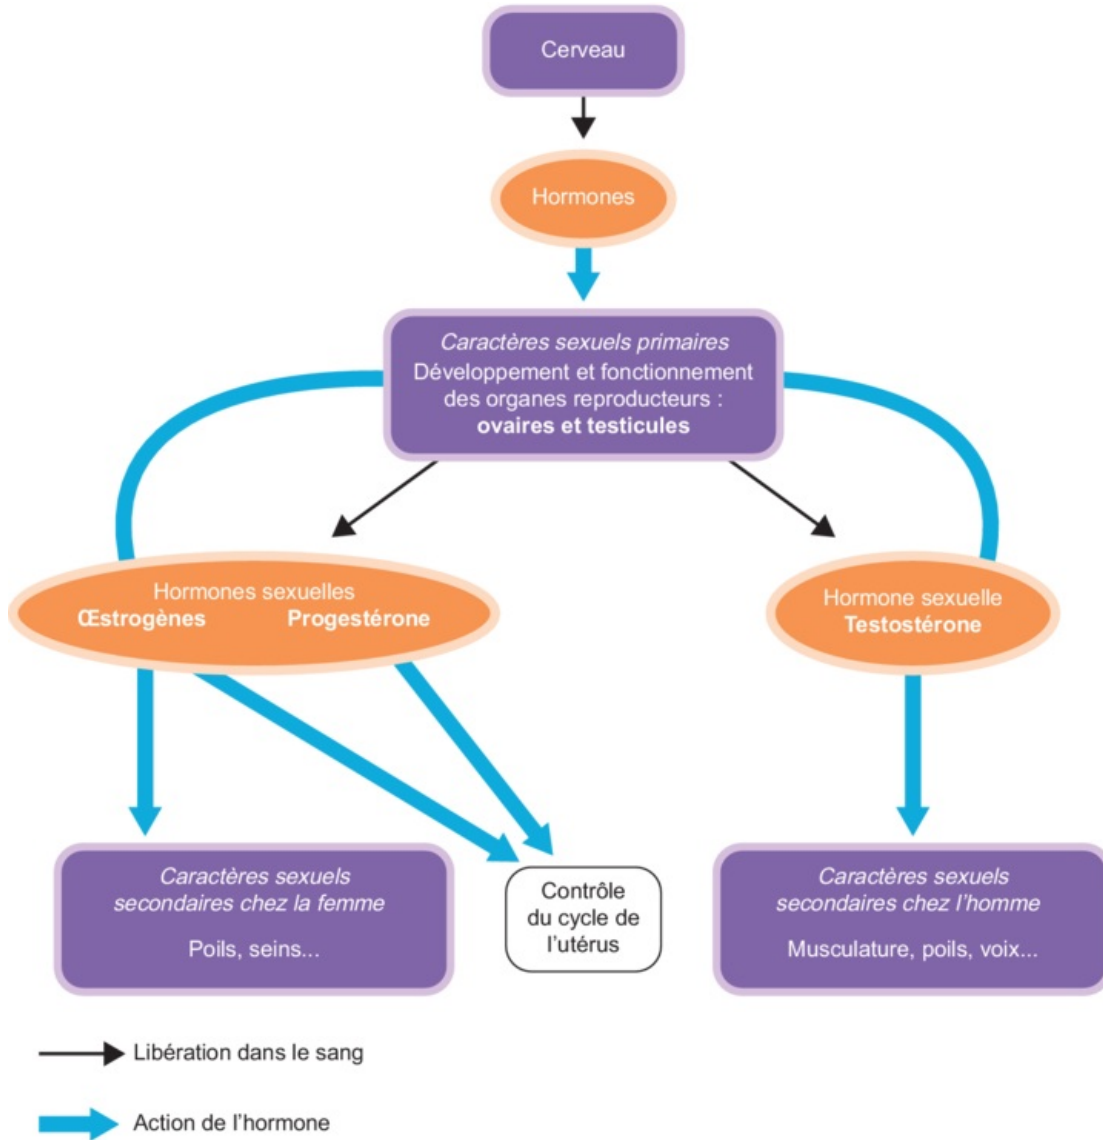 Cerveau
Hormones
Caractères sexuels primaires
Développement et fonctionnement
des organes reproducteurs :
ovaires et testicules
Hormones sexuelles
Œstrogènes Progestérone
Hormone sexuelle
Testostérone
Caractères sexuels
secondaires chez la femme
Poils, seins...
Contrôle
du cycle de
l'utérus
Caractères sexuels
secondaires chez l'homme
Musculature, poils, voix...
Libération dans le sang
Action de l'hormone